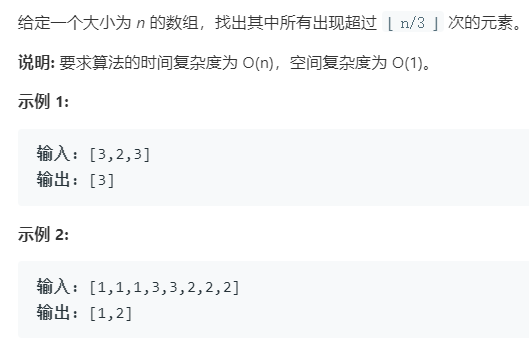 给定一个大小为 n 的数组，找出其中所有出现超过 ⌊ n/3 ⌋ 次的元素。
说明: 要求算法的时间复杂度为 O(n)，空间复杂度为 O(1)。
示例 1:
输入: [3,2,3]
输出: [3]
示例 2:
输入: [1,1,1,3,3,2,2,2]
输出: [1,2]